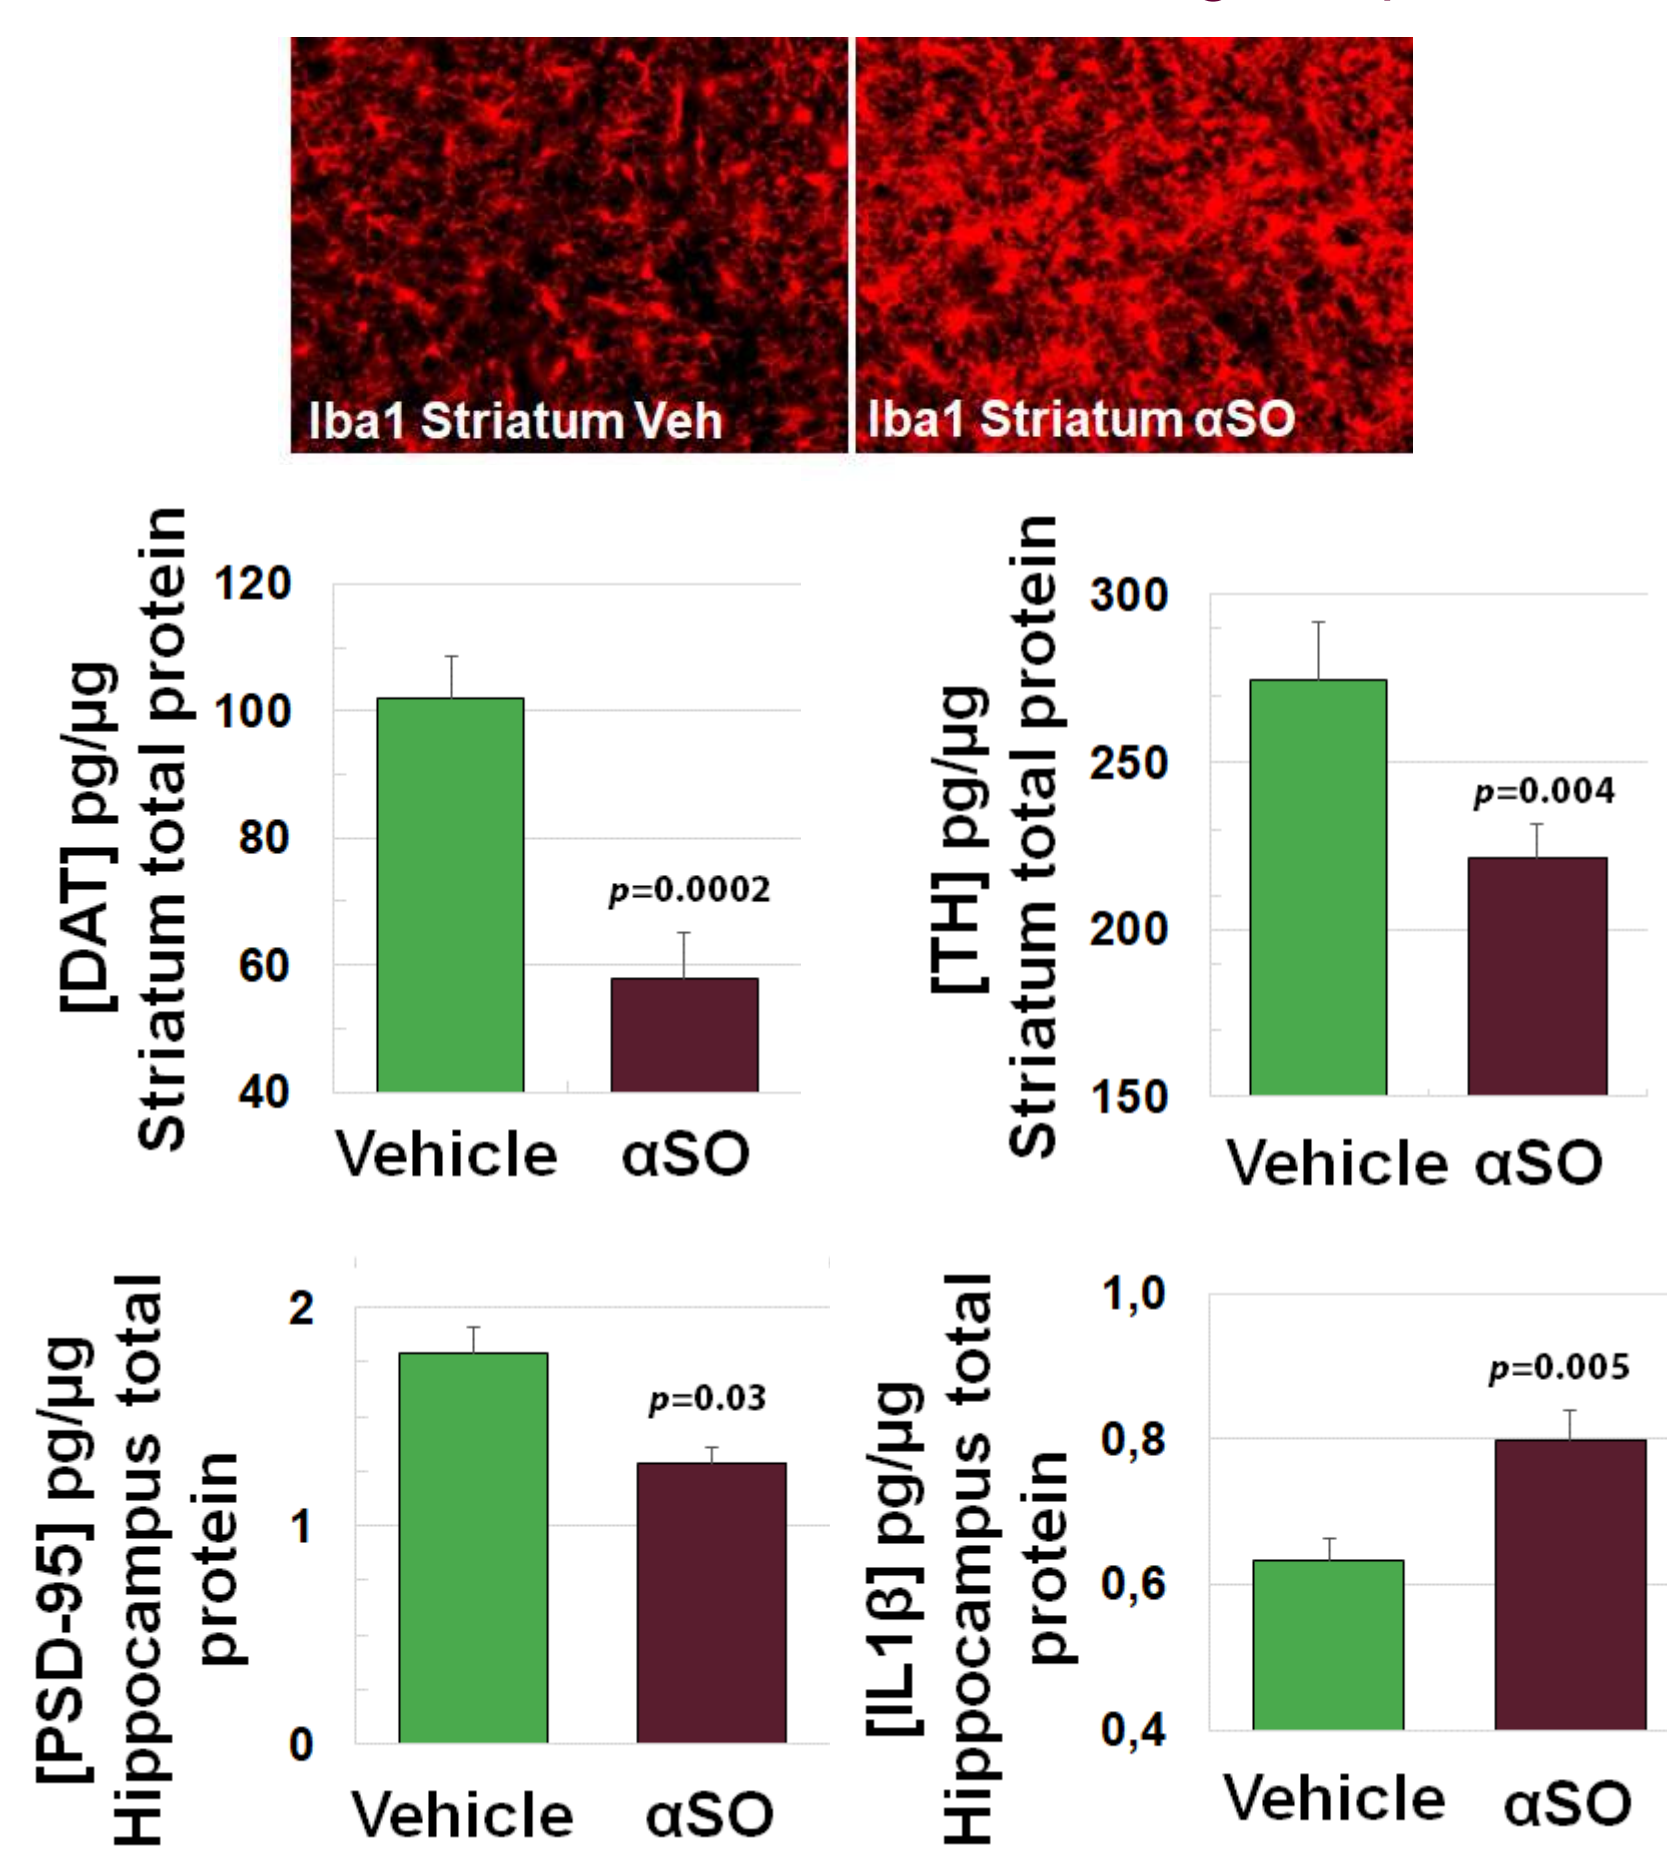 Iba1 Striatum Veh
Iba1 Striatum αSO
[DAT] pg/µg
Striatum total protein
120
100
80
60
40
p=0.0002
Vehicle
αSO
[TH] pg/µg
Striatum total protein
300
250
200
150
p=0.004
Vehicle
αSO
[PSD-95] pg/µg
Hippocampus total
protein
2
1
0
p=0.03
Vehicle
αSO
[IL1β] pg/µg
Hippocampus total
protein
1,0
0,8
0,6
0,4
p=0.005
Vehicle
αSO